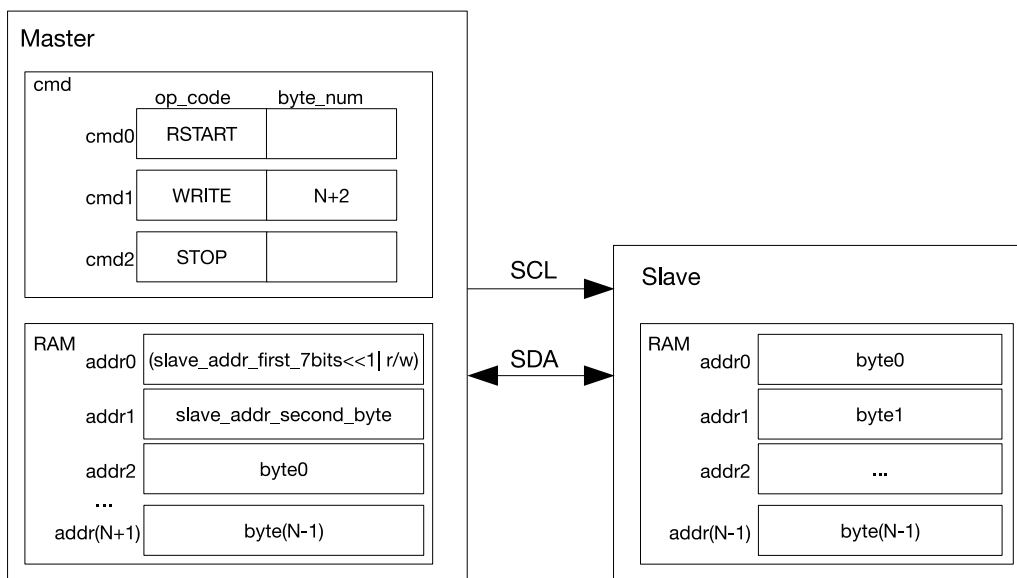 Master
cmd
op_code byte_num
cmd0 RSTART
cmd1 WRITE N+2
cmd2 STOP
RAM
addr0 (slave_addr_first_7bits<<1| r/w)
addr1 slave_addr_second_byte
addr2 byte0
...
addr(N+1) byte(N-1)
SCL
SDA
Slave
RAM
addr0 byte0
addr1 byte1
addr2 ...
addr(N-1) byte(N-1)